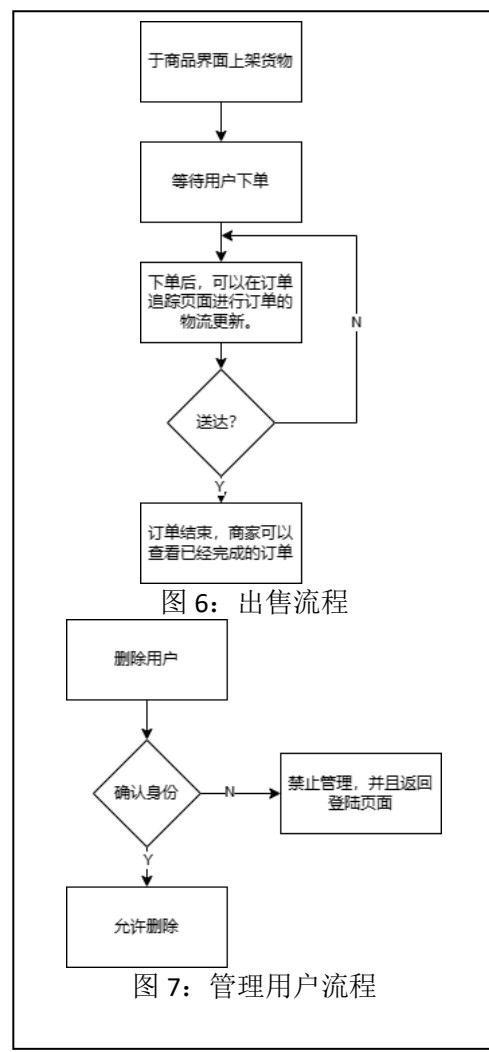 于商品界面上架货物
等待用户下单
下单后，可以在订单
追踪页面进行订单的
物流更新。
N
送达?
Y
订单结束，商家可以
查看已经完成的订单
图 6：出售流程
删除用户
确认身份
N
禁止管理，并且返回
登陆页面
Y
允许删除
图 7：管理用户流程